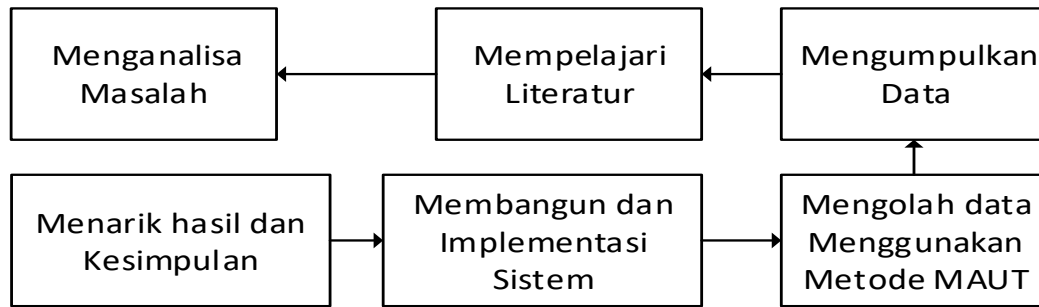 Menganalisa
Masalah
Mempelajari
Literatur
Mengumpulkan
Data
Menarik hasil dan
Kesimpulan
Membangun dan
Implementasi
Sistem
Mengolah data
Menggunakan
Metode MAUT